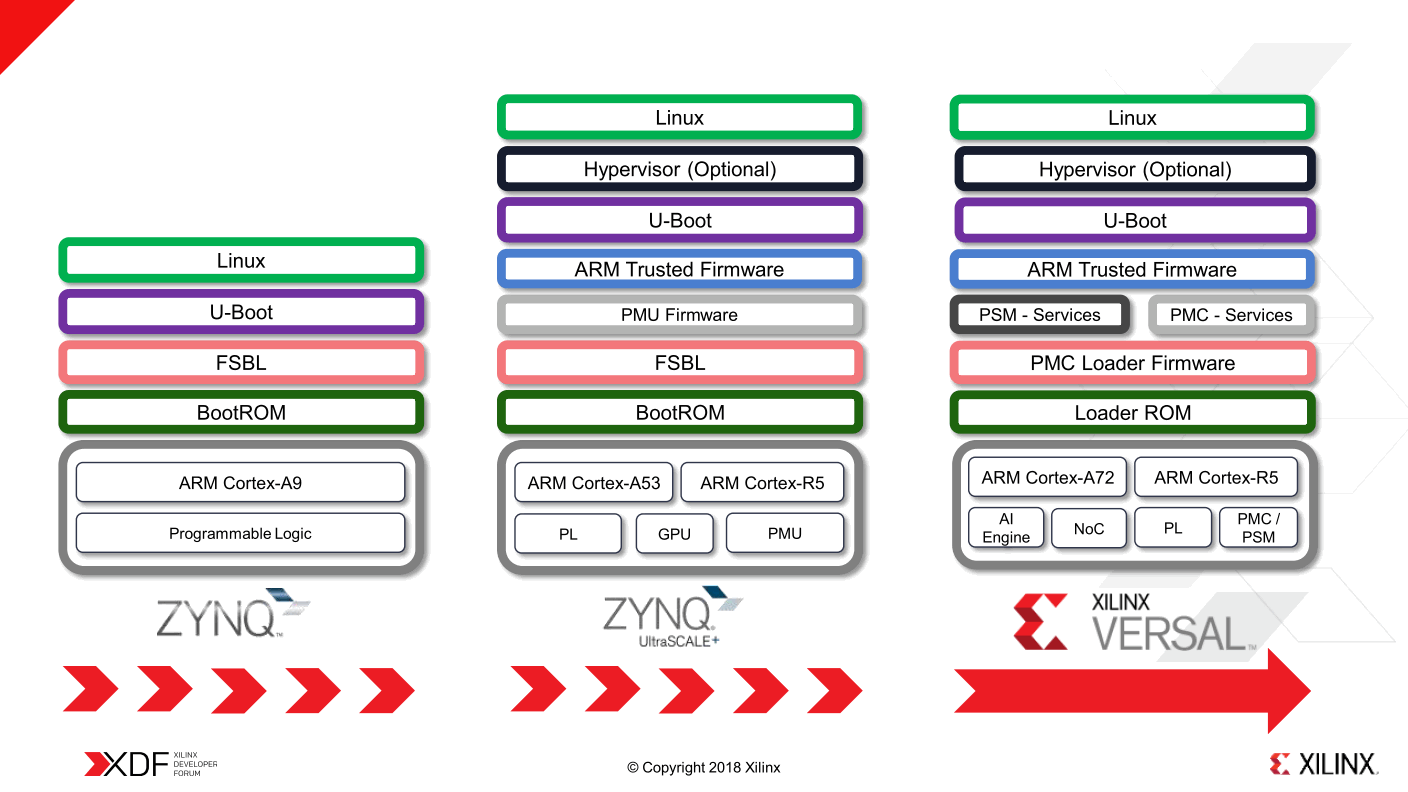 Linux
U-Boot
FSBL
BootROM
ARM Cortex-A9
Programmable Logic
ZYNQ™
Linux
Hypervisor (Optional)
U-Boot
ARM Trusted Firmware
PMU Firmware
FSBL
BootROM
ARM Cortex-A53
ARM Cortex-R5
PL
GPU
PMU
ZYNQ®
UltraSCALE+
Linux
Hypervisor (Optional)
U-Boot
ARM Trusted Firmware
PSM - Services
PMC - Services
PMC Loader Firmware
Loader ROM
ARM Cortex-A72
ARM Cortex-R5
AI
Engine
NoC
PL
PMC /
PSM
XILINX
VERSAL™
XDF
XILINX
DEVELOPER
FORUM
© Copyright 2018 Xilinx
XILINX.